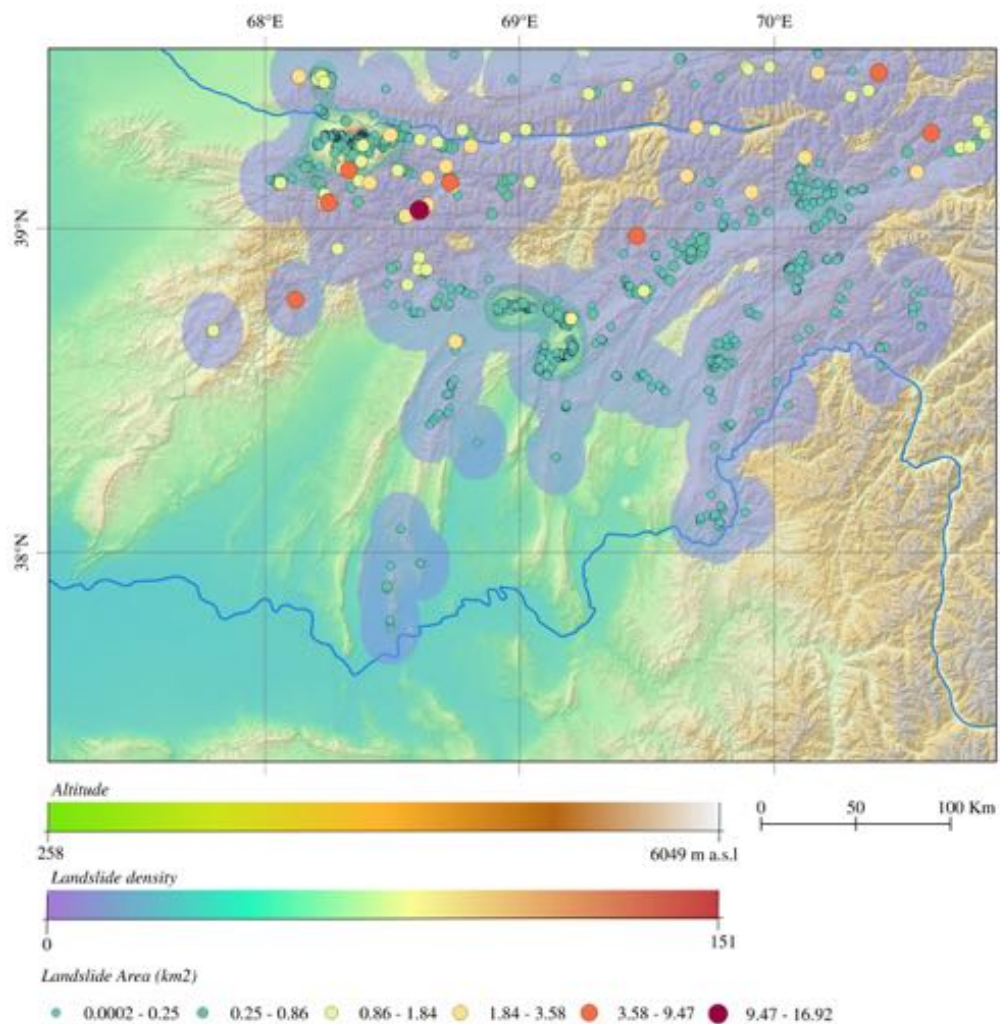 68°E 69°E 70°E
39°N
38°N
Altitude
258 6049 m a.s.l
0 50 100 Km
Landslide density
0 151
Landslide Area (km2)
0.0002 - 0.25 0.25 - 0.86 0.86 - 1.84 1.84 - 3.58 3.58 - 9.47 9.47 - 16.92